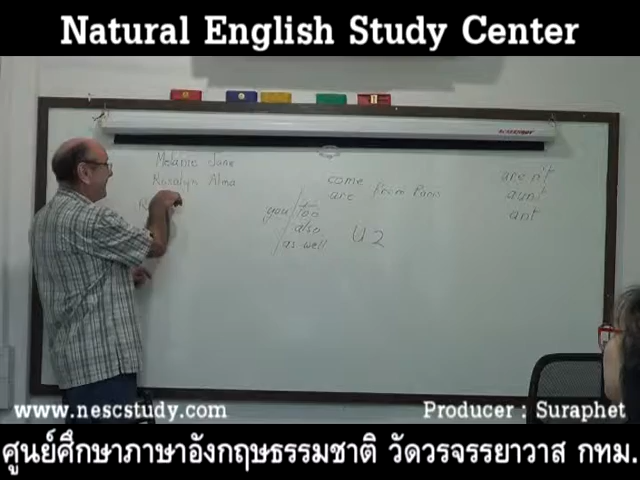 Natural English Study Center
Melanie Jane
Rosalyn Alma
come
are from Paris
you too
also
as well
U 2
aren't
aunt
ant
www.nescstudy.com
Producer : Suraphet
ศูนย์ศึกษาภาษาอังกฤษธรรมชาติ วัดวรจรรยาวาส กทม.